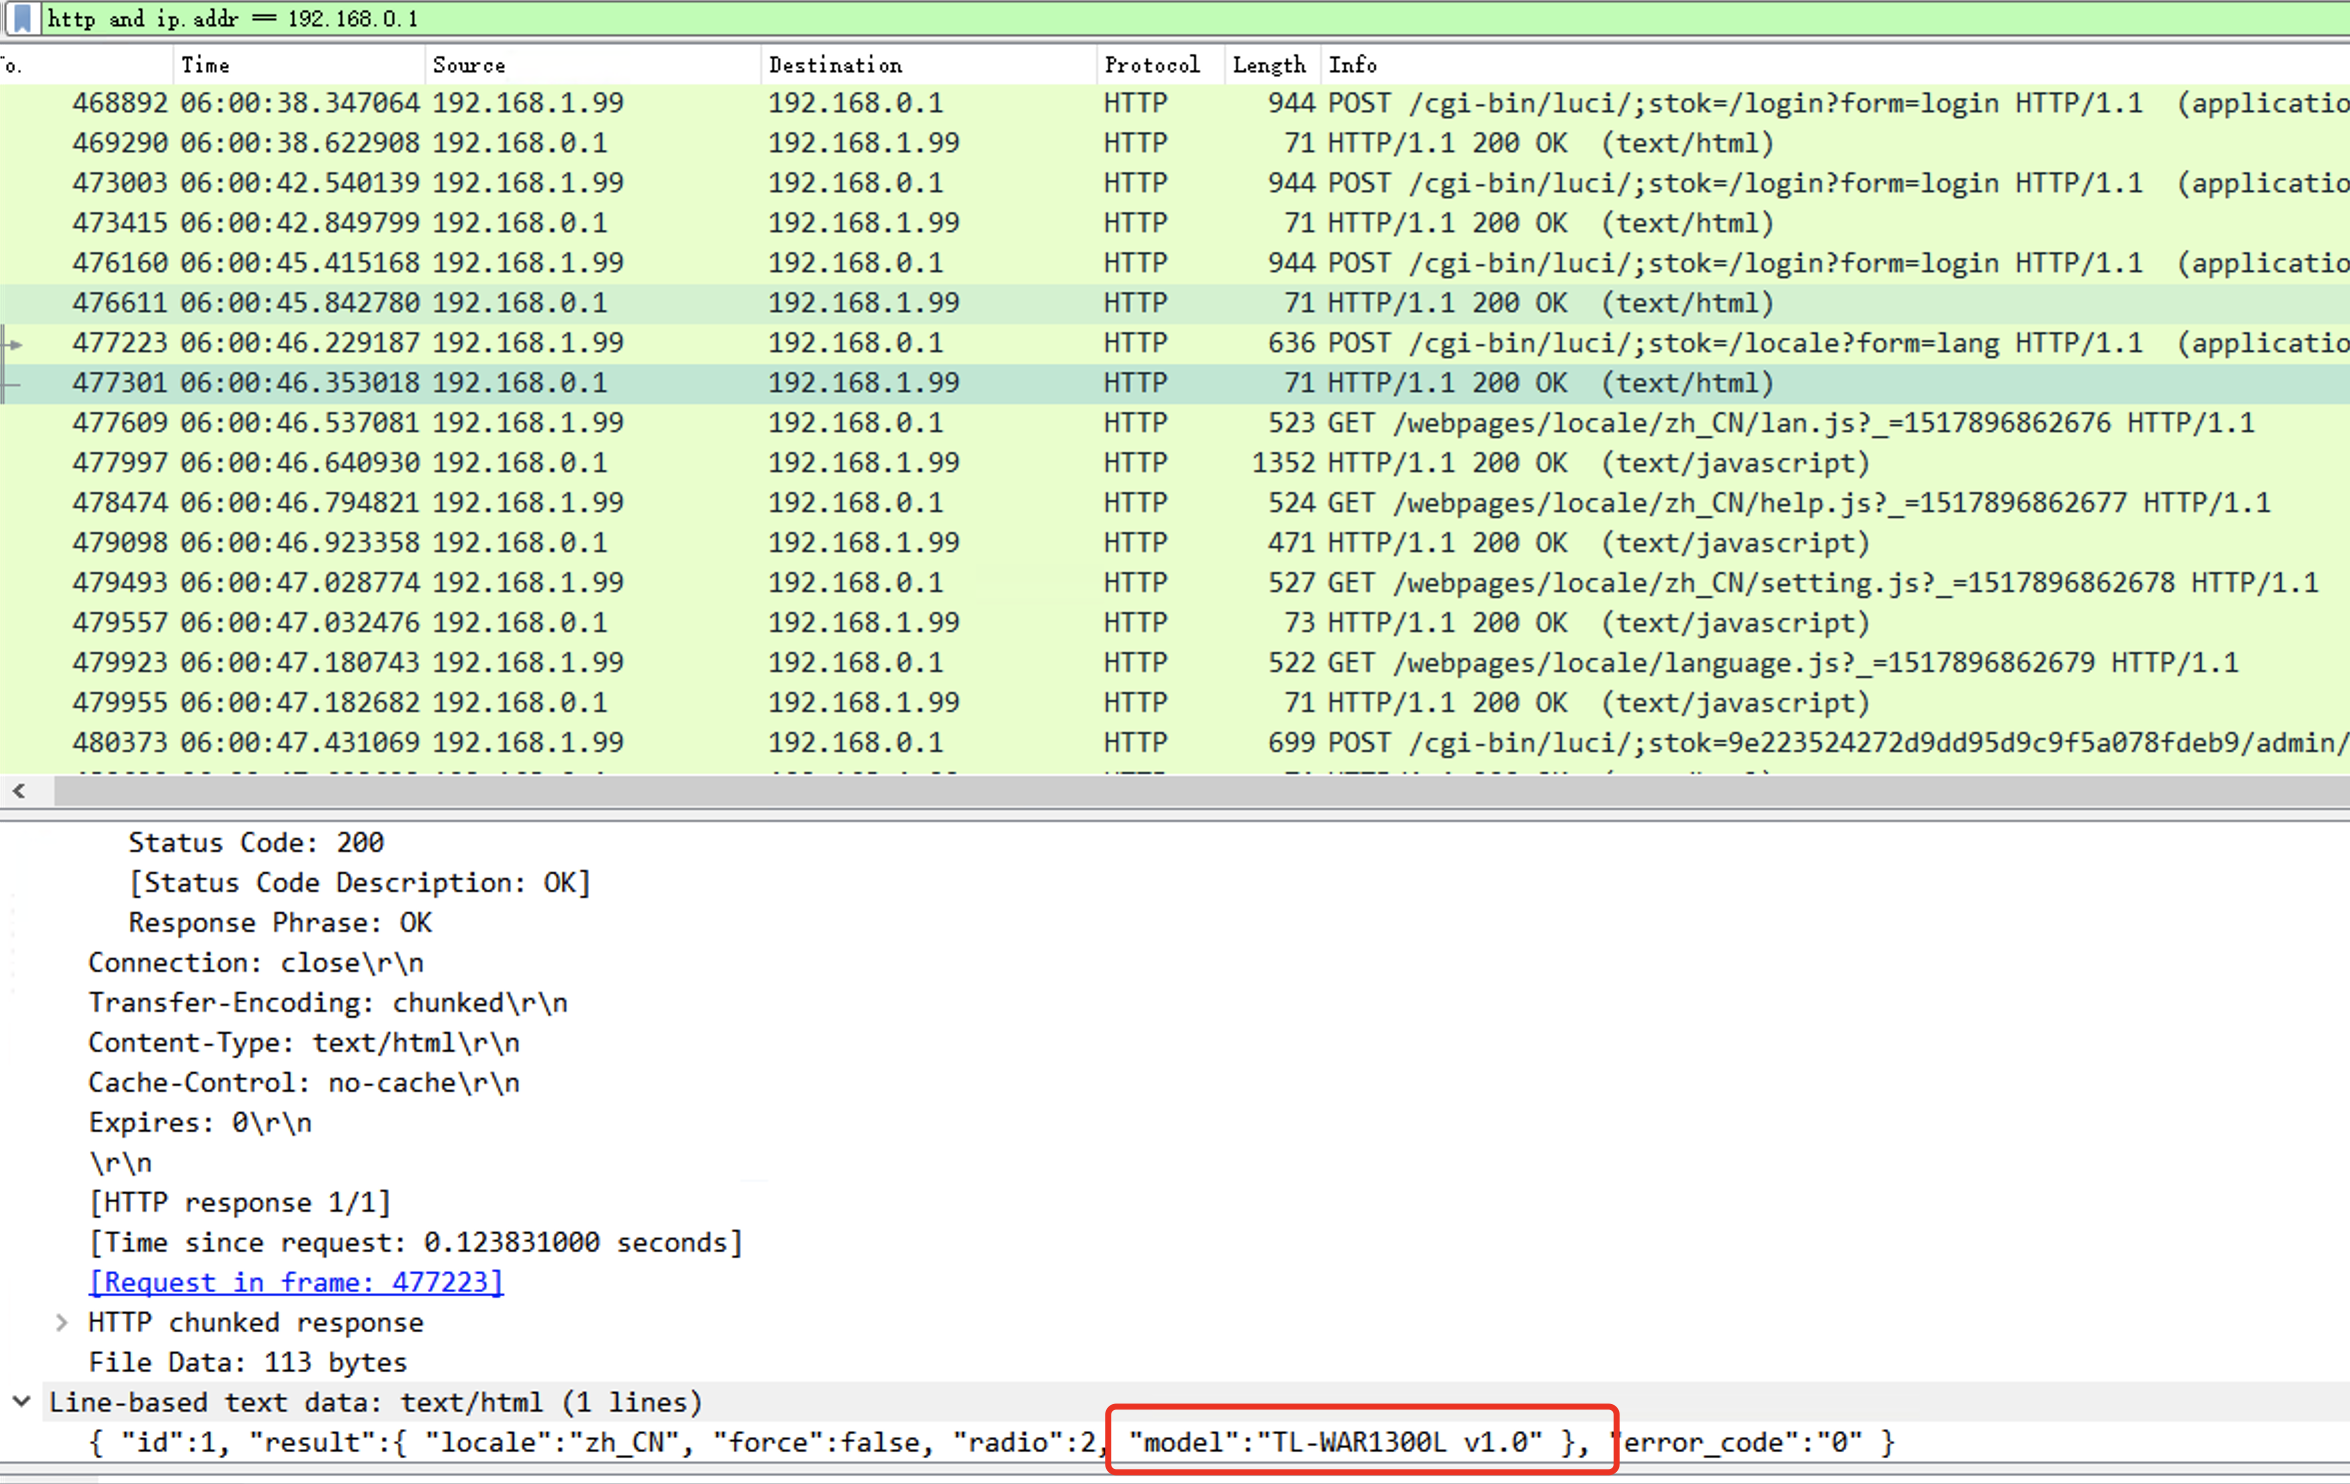 http and ip.addr == 192.168.0.1
o. Time Source Destination Protocol Length Info
468892 06:00:38.347064 192.168.1.99 192.168.0.1 HTTP 944 POST /cgi-bin/luci/;stok=/login?form=login HTTP/1.1 (applicatio
469290 06:00:38.622908 192.168.0.1 192.168.1.99 HTTP 71 HTTP/1.1 200 OK (text/html)
473003 06:00:42.540139 192.168.1.99 192.168.0.1 HTTP 944 POST /cgi-bin/luci/;stok=/login?form=login HTTP/1.1 (applicatio
473415 06:00:42.849799 192.168.0.1 192.168.1.99 HTTP 71 HTTP/1.1 200 OK (text/html)
476160 06:00:45.415168 192.168.1.99 192.168.0.1 HTTP 944 POST /cgi-bin/luci/;stok=/login?form=login HTTP/1.1 (applicatio
476611 06:00:45.842780 192.168.0.1 192.168.1.99 HTTP 71 HTTP/1.1 200 OK (text/html)
477223 06:00:46.229187 192.168.1.99 192.168.0.1 HTTP 636 POST /cgi-bin/luci/;stok=/locale?form=lang HTTP/1.1 (applicatio
477301 06:00:46.353018 192.168.0.1 192.168.1.99 HTTP 71 HTTP/1.1 200 OK (text/html)
477609 06:00:46.537081 192.168.1.99 192.168.0.1 HTTP 523 GET /webpages/locale/zh_CN/lan.js?_=1517896862676 HTTP/1.1
477997 06:00:46.640930 192.168.0.1 192.168.1.99 HTTP 1352 HTTP/1.1 200 OK (text/javascript)
478474 06:00:46.794821 192.168.1.99 192.168.0.1 HTTP 524 GET /webpages/locale/zh_CN/help.js?_=1517896862677 HTTP/1.1
479098 06:00:46.923358 192.168.0.1 192.168.1.99 HTTP 471 HTTP/1.1 200 OK (text/javascript)
479493 06:00:47.028774 192.168.1.99 192.168.0.1 HTTP 527 GET /webpages/locale/zh_CN/setting.js?_=1517896862678 HTTP/1.1
479557 06:00:47.032476 192.168.0.1 192.168.1.99 HTTP 73 HTTP/1.1 200 OK (text/javascript)
479923 06:00:47.180743 192.168.1.99 192.168.0.1 HTTP 522 GET /webpages/locale/language.js?_=1517896862679 HTTP/1.1
479955 06:00:47.182682 192.168.0.1 192.168.1.99 HTTP 71 HTTP/1.1 200 OK (text/javascript)
480373 06:00:47.431069 192.168.1.99 192.168.0.1 HTTP 699 POST /cgi-bin/luci/;stok=9e223524272d9dd95d9c9f5a078fdeb9/admin/
Status Code: 200
[Status Code Description: OK]
Response Phrase: OK
Connection: close\r\n
Transfer-Encoding: chunked\r\n
Content-Type: text/html\r\n
Cache-Control: no-cache\r\n
Expires: 0\r\n
\r\n
[HTTP response 1/1]
[Time since request: 0.123831000 seconds]
[Request in frame: 477223]
HTTP chunked response
File Data: 113 bytes
Line-based text data: text/html (1 lines)
{ "id":1, "result":{ "locale":"zh_CN", "force":false, "radio":2, "model":"TL-WAR1300L v1.0" }, "error_code":"0" }